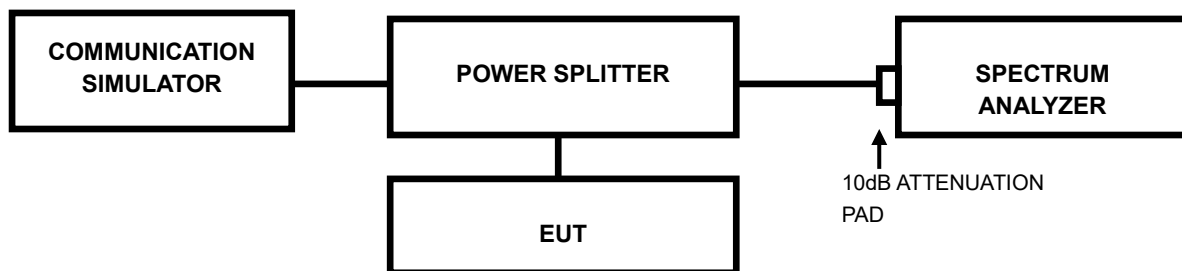 COMMUNICATION
SIMULATOR
POWER SPLITTER
SPECTRUM
ANALYZER
10dB ATTENUATION
PAD
EUT